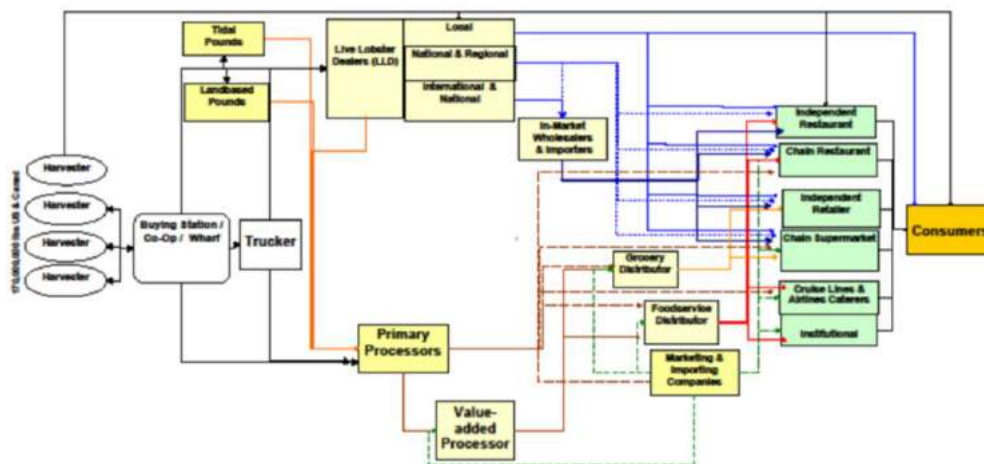 Tidal
Pounds
Landbased
Pounds
Live Lobster
Dealers (LLD)
Local
National & Regional
International &
National
In-Market
Wholesalers
& Importers
Harvester
Harvester
Harvester
Harvester
Buying Station /
Co-Op / Wharf
Trucker
Primary
Processors
Value-
added
Processor
Grocery
Distributor
Foodservice
Distributor
Marketing &
Importing
Companies
Independent
Restaurant
Chain Restaurant
Independent
Retailer
Chain Supermarket
Cruise Lines &
Airlines Caterers
Institutional
Consumers